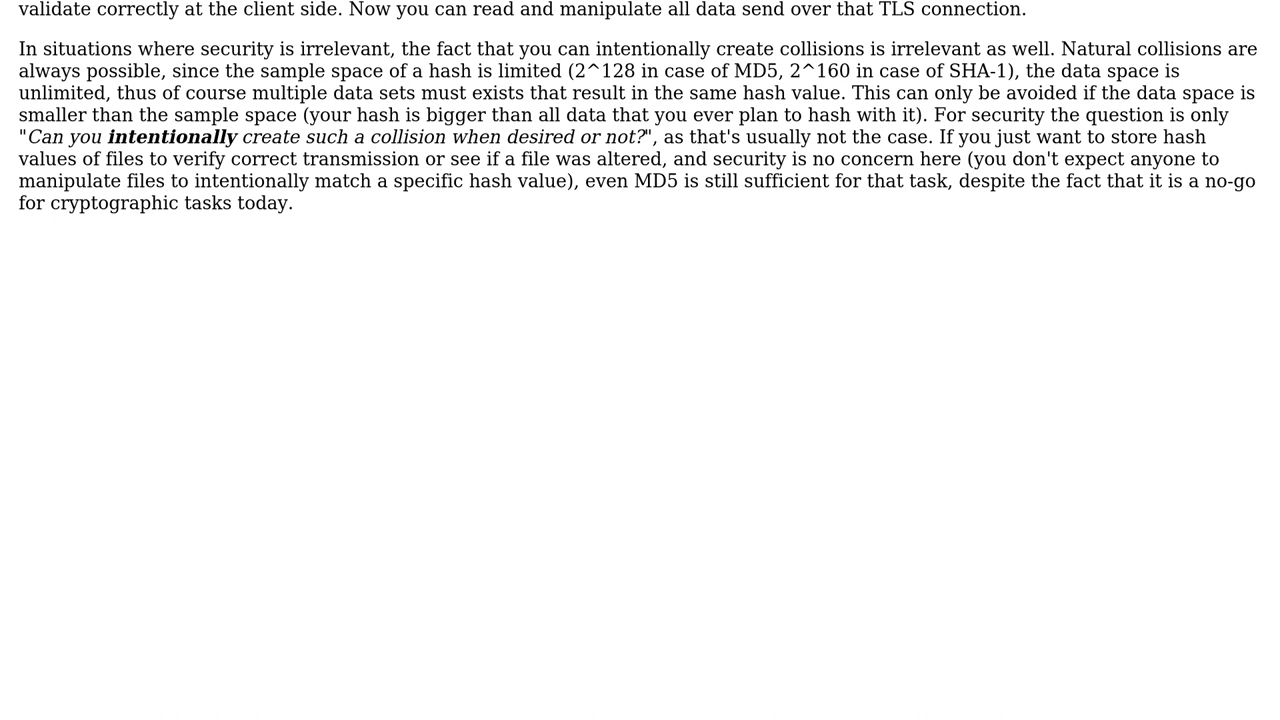 validate correctly at the client side. Now you can read and manipulate all data send over that TLS connection.
In situations where security is irrelevant, the fact that you can intentionally create collisions is irrelevant as well. Natural collisions are
always possible, since the sample space of a hash is limited (2^128 in case of MD5, 2^160 in case of SHA-1), the data space is
unlimited, thus of course multiple data sets must exists that result in the same hash value. This can only be avoided if the data space is
smaller than the sample space (your hash is bigger than all data that you ever plan to hash with it). For security the question is only
"Can you intentionally create such a collision when desired or not?", as that's usually not the case. If you just want to store hash
values of files to verify correct transmission or see if a file was altered, and security is no concern here (you don't expect anyone to
manipulate files to intentionally match a specific hash value), even MD5 is still sufficient for that task, despite the fact that it is a no-go
for cryptographic tasks today.